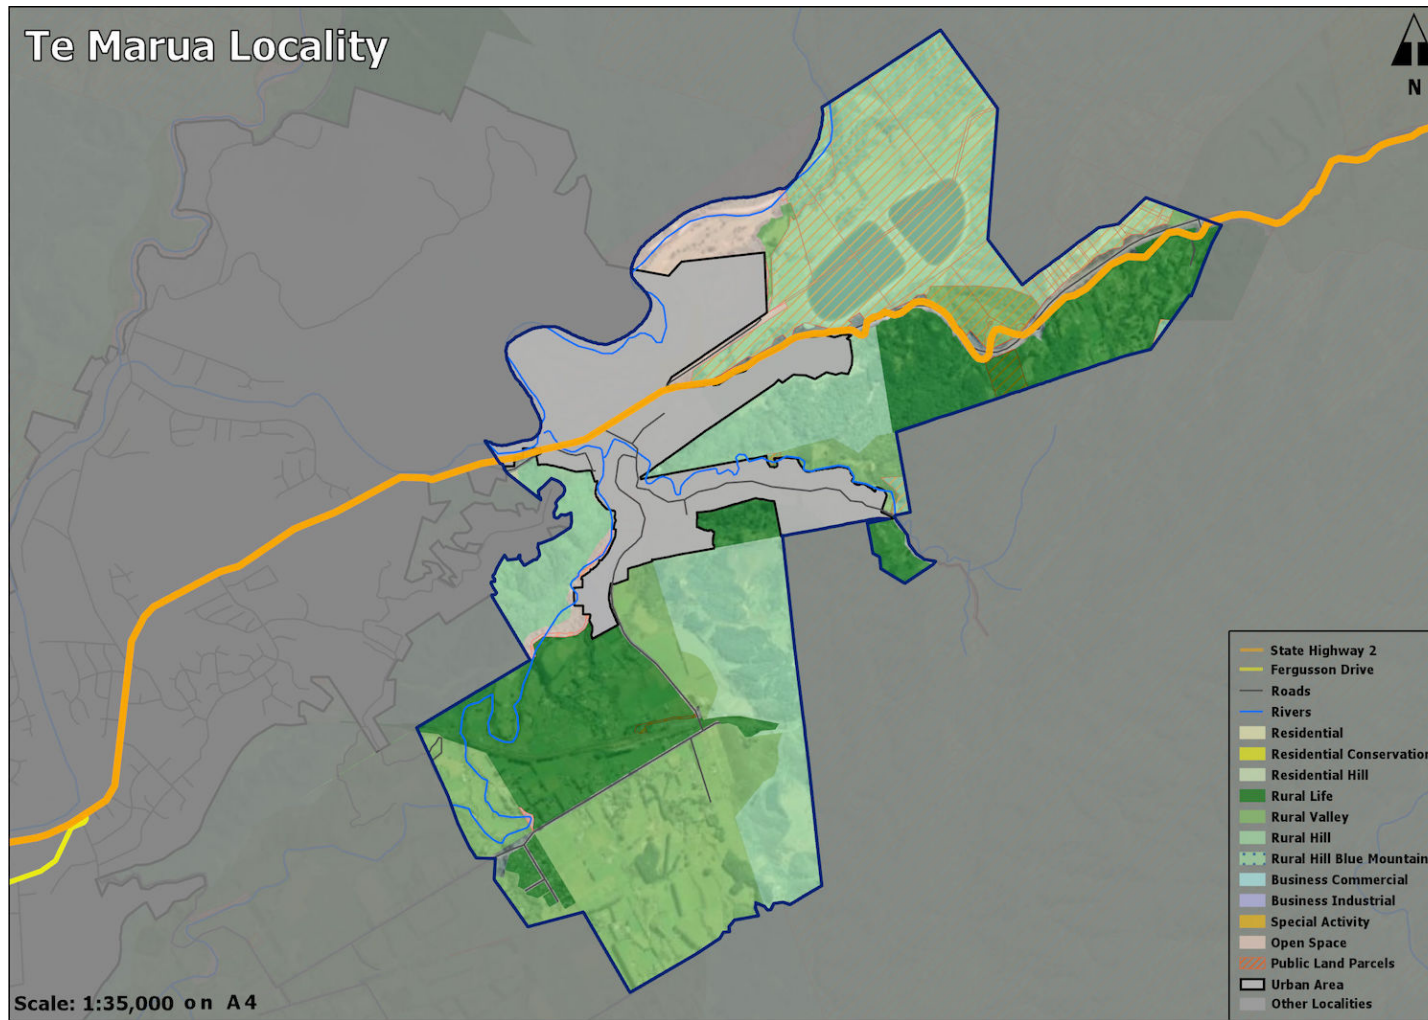 Te Marua Locality
N
State Highway 2
Fergusson Drive
Roads
Rivers
Residential
Residential Conservation
Residential Hill
Rural Life
Rural Valley
Rural Hill
Rural Hill Blue Mountain
Business Commercial
Business Industrial
Special Activity
Open Space
Public Land Parcels
Urban Area
Other Localities
Scale: 1:35,000 on A4